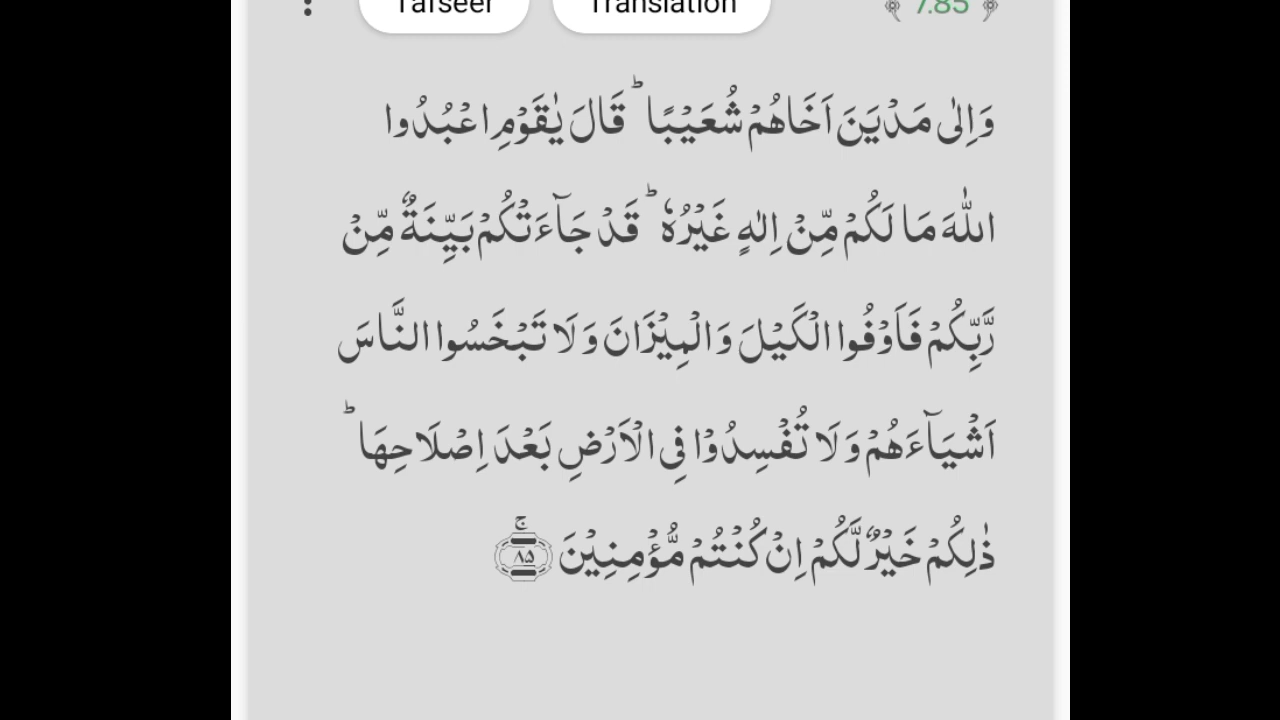 Tafseer Translation ﴾ 7.85 ﴿
وَاِلٰى مَدۡيَنَ اَخَاهُمۡ شُعَيۡبًا‌ ؕ قَالَ يٰقَوۡمِ اعۡبُدُوا
اللّٰهَ مَا لَـكُمۡ مِّنۡ اِلٰهٍ غَيۡرُهٗ‌ ؕ قَدۡ جَآءَتۡكُمۡ بَيِّنَةٌ مِّنۡ
رَّبِّكُمۡ‌ فَاَوۡفُوا الۡكَيۡلَ وَالۡمِيۡزَانَ وَلَا تَبۡخَسُوا النَّاسَ
اَشۡيَآءَهُمۡ وَلَا تُفۡسِدُوۡا فِى الۡاَرۡضِ بَعۡدَ اِصۡلَاحِهَا‌ ؕ
ذٰ لِكُمۡ خَيۡرٌ لَّـكُمۡ اِنۡ كُنۡتُمۡ مُّؤۡمِنِيۡنَ‌ ۚ‏ ﴿۸۵﴾